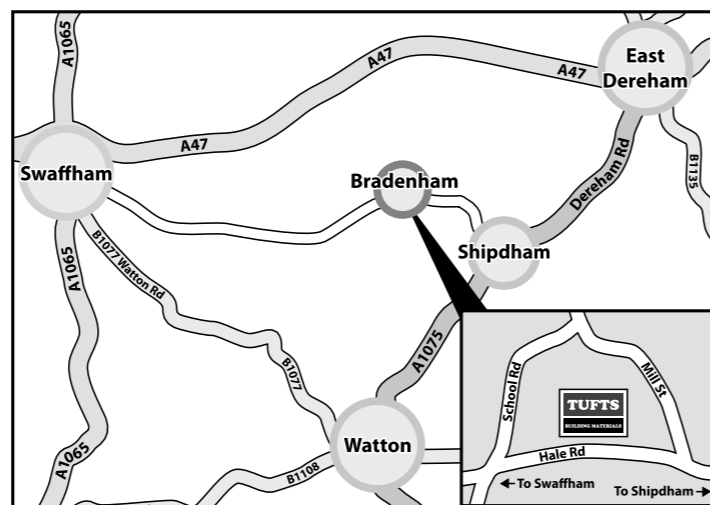 A1065
A47
A47
A47
East
Dereham
Swaffham
Bradenham
Dereham Rd
B1135
Shipdham
A1065
B1077 Watton Rd
B1077
A1075
A1065
Watton
B1108
School Rd
Mill St
TUFTS
BUILDING MATERIALS
Hale Rd
To Swaffham
To Shipdham